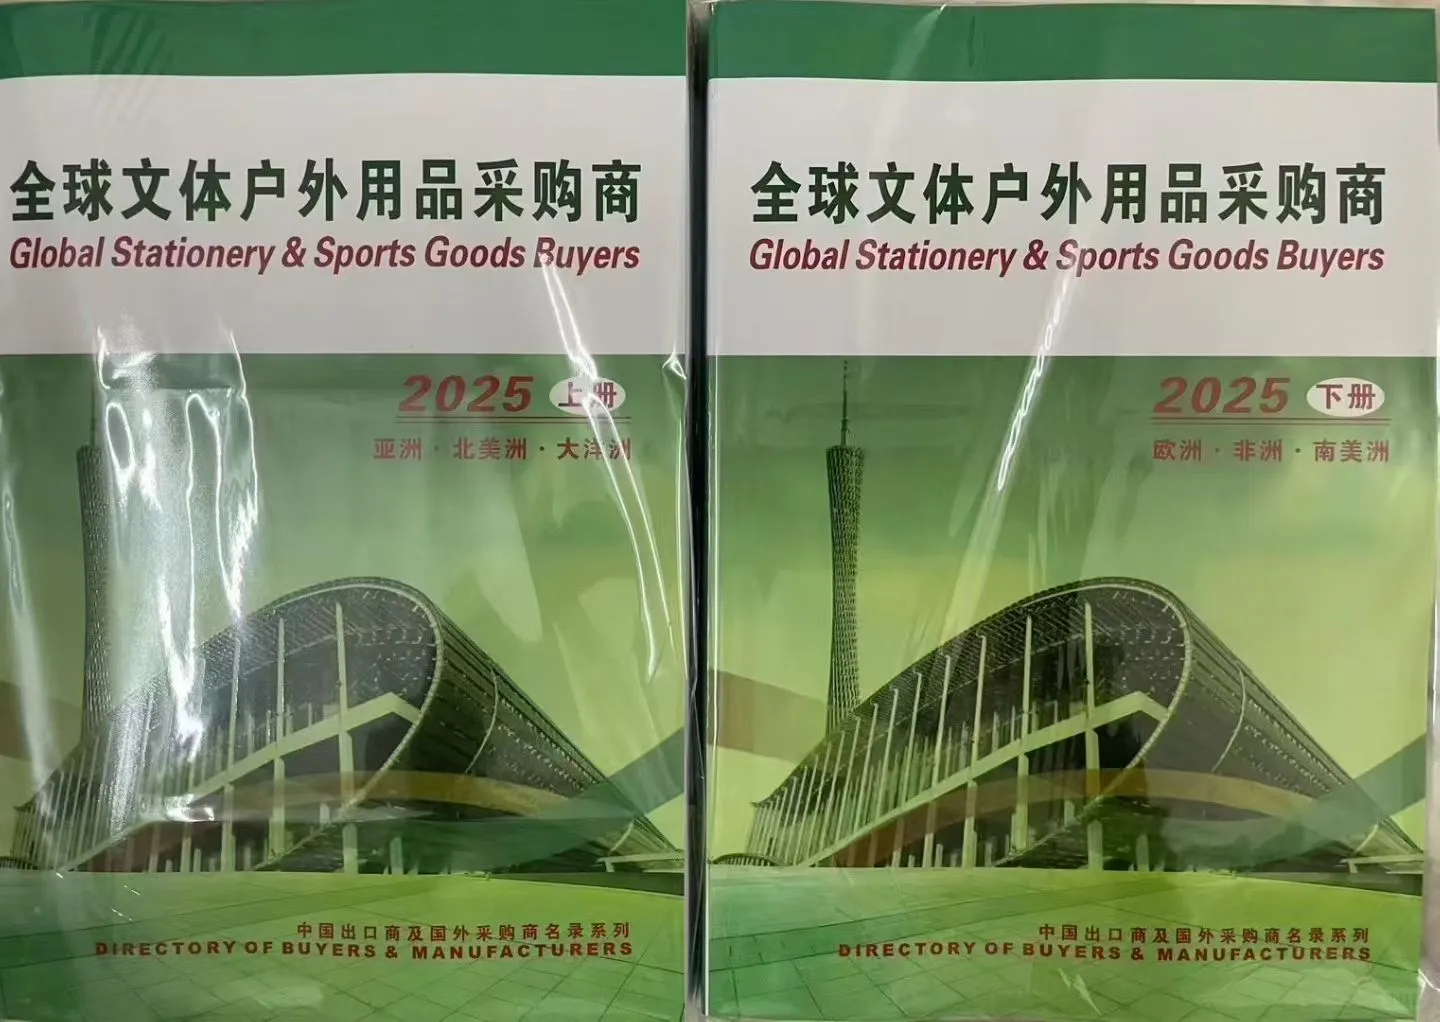 全球文体户外用品采购商
Global Stationery & Sports Goods Buyers
2025 上册
亚洲·北美洲·大洋洲
中国出口商及国外采购商名录系列
DIRECTORY OF BUYERS & MANUFACTURERS
全球文体户外用品采购商
Global Stationery & Sports Goods Buyers
2025 下册
欧洲·非洲·南美洲
中国出口商及国外采购商名录系列
DIRECTORY OF BUYERS & MANUFACTURERS